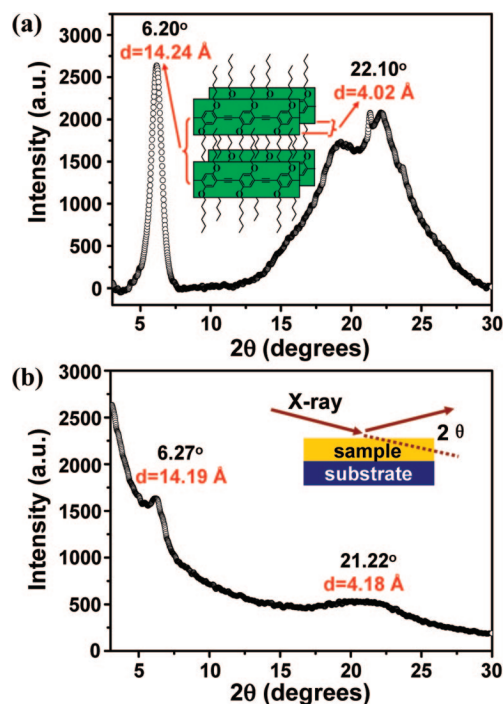 (a)
6.20°
d=14.24 Å
22.10°
d=4.02 Å
Intensity (a.u.)
3000
2500
2000
1500
1000
500
0
5 10 15 20 25 30
2θ (degrees)
(b)
6.27°
d=14.19 Å
21.22°
d=4.18 Å
X-ray
2 θ
sample
substrate
Intensity (a.u.)
3000
2500
2000
1500
1000
500
0
5 10 15 20 25 30
2θ (degrees)